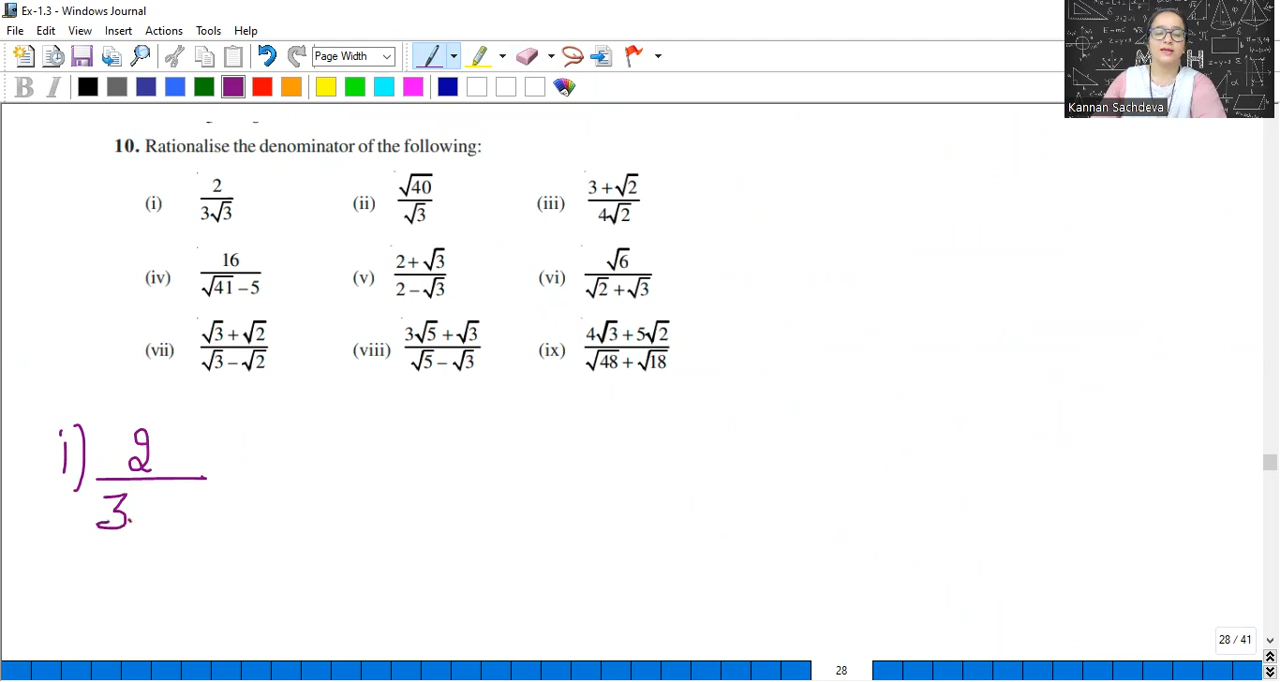 Ex-1.3 - Windows Journal
File Edit View Insert Actions Tools Help
Page Width
B I
Kannan Sachdeva
10. Rationalise the denominator of the following:
(i) 2/3√3 (ii) √40/√3 (iii) 3+√2/4√2
(iv) 16/√41–5 (v) 2+√3/2–√3 (vi) √6/√2+√3
(vii) √3+√2/√3–√2 (viii) 3√5+√3/√5–√3 (ix) 4√3+5√2/√48+√18
i) 2
3
28 / 41
28